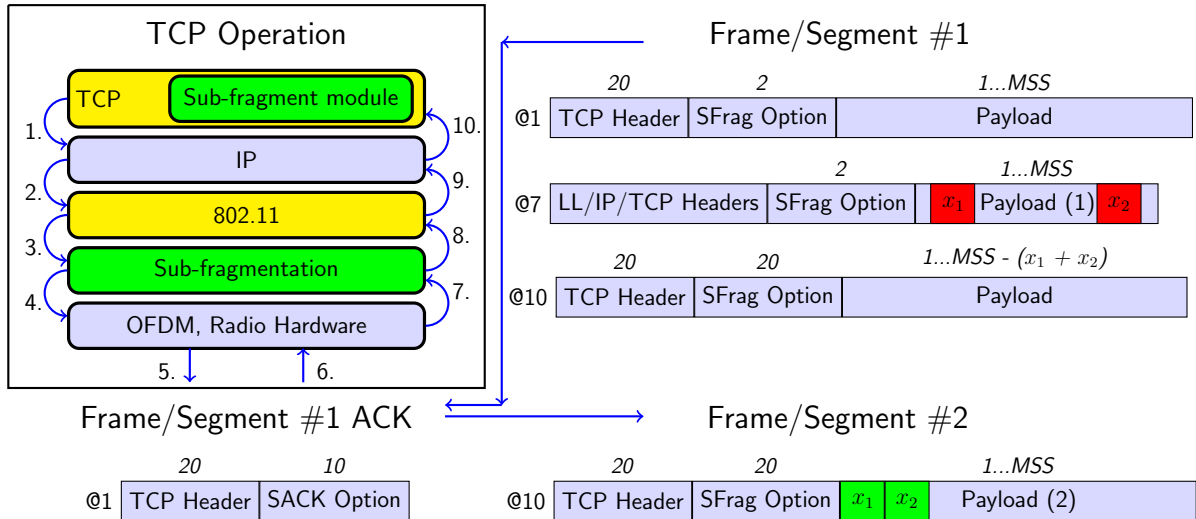 TCP Operation
TCP
Sub-fragment module
1.
10.
IP
2.
9.
802.11
3.
8.
Sub-fragmentation
4.
7.
OFDM, Radio Hardware
5.
6.
Frame/Segment #1
20 2 1...MSS
@1 TCP Header SFrag Option Payload
2 1...MSS
@7 LL/IP/TCP Headers SFrag Option x₁ Payload (1) x₂
20 20 1...MSS - (x₁ + x₂)
@10 TCP Header SFrag Option Payload
Frame/Segment #1 ACK
20 10
@1 TCP Header SACK Option
Frame/Segment #2
20 20 1...MSS
@10 TCP Header SFrag Option x₁ x₂ Payload (2)